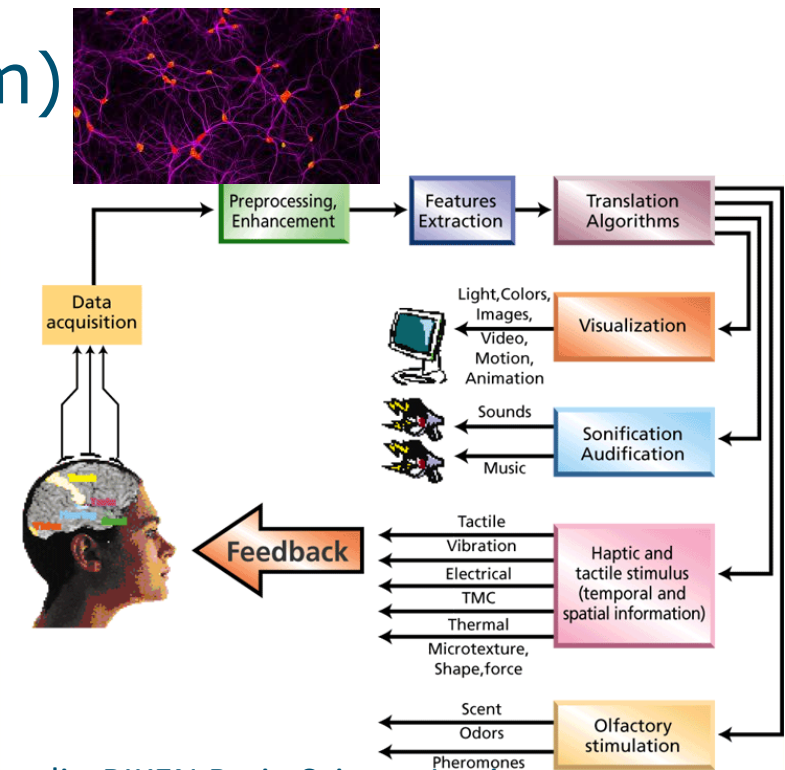 m)
Preprocessing,
Enhancement
Features
Extraction
Translation
Algorithms
Data
acquisition
Light,Colors,
Images,
Video,
Motion,
Animation
Visualization
Sounds
Music
Sonification
Audification
Feedback
Tactile
Vibration
Electrical
TMC
Thermal
Microtexture,
Shape,force
Haptic and
tactile stimulus
(temporal and
spatial information)
Scent
Odors
Pheromones
Olfactory
stimulation